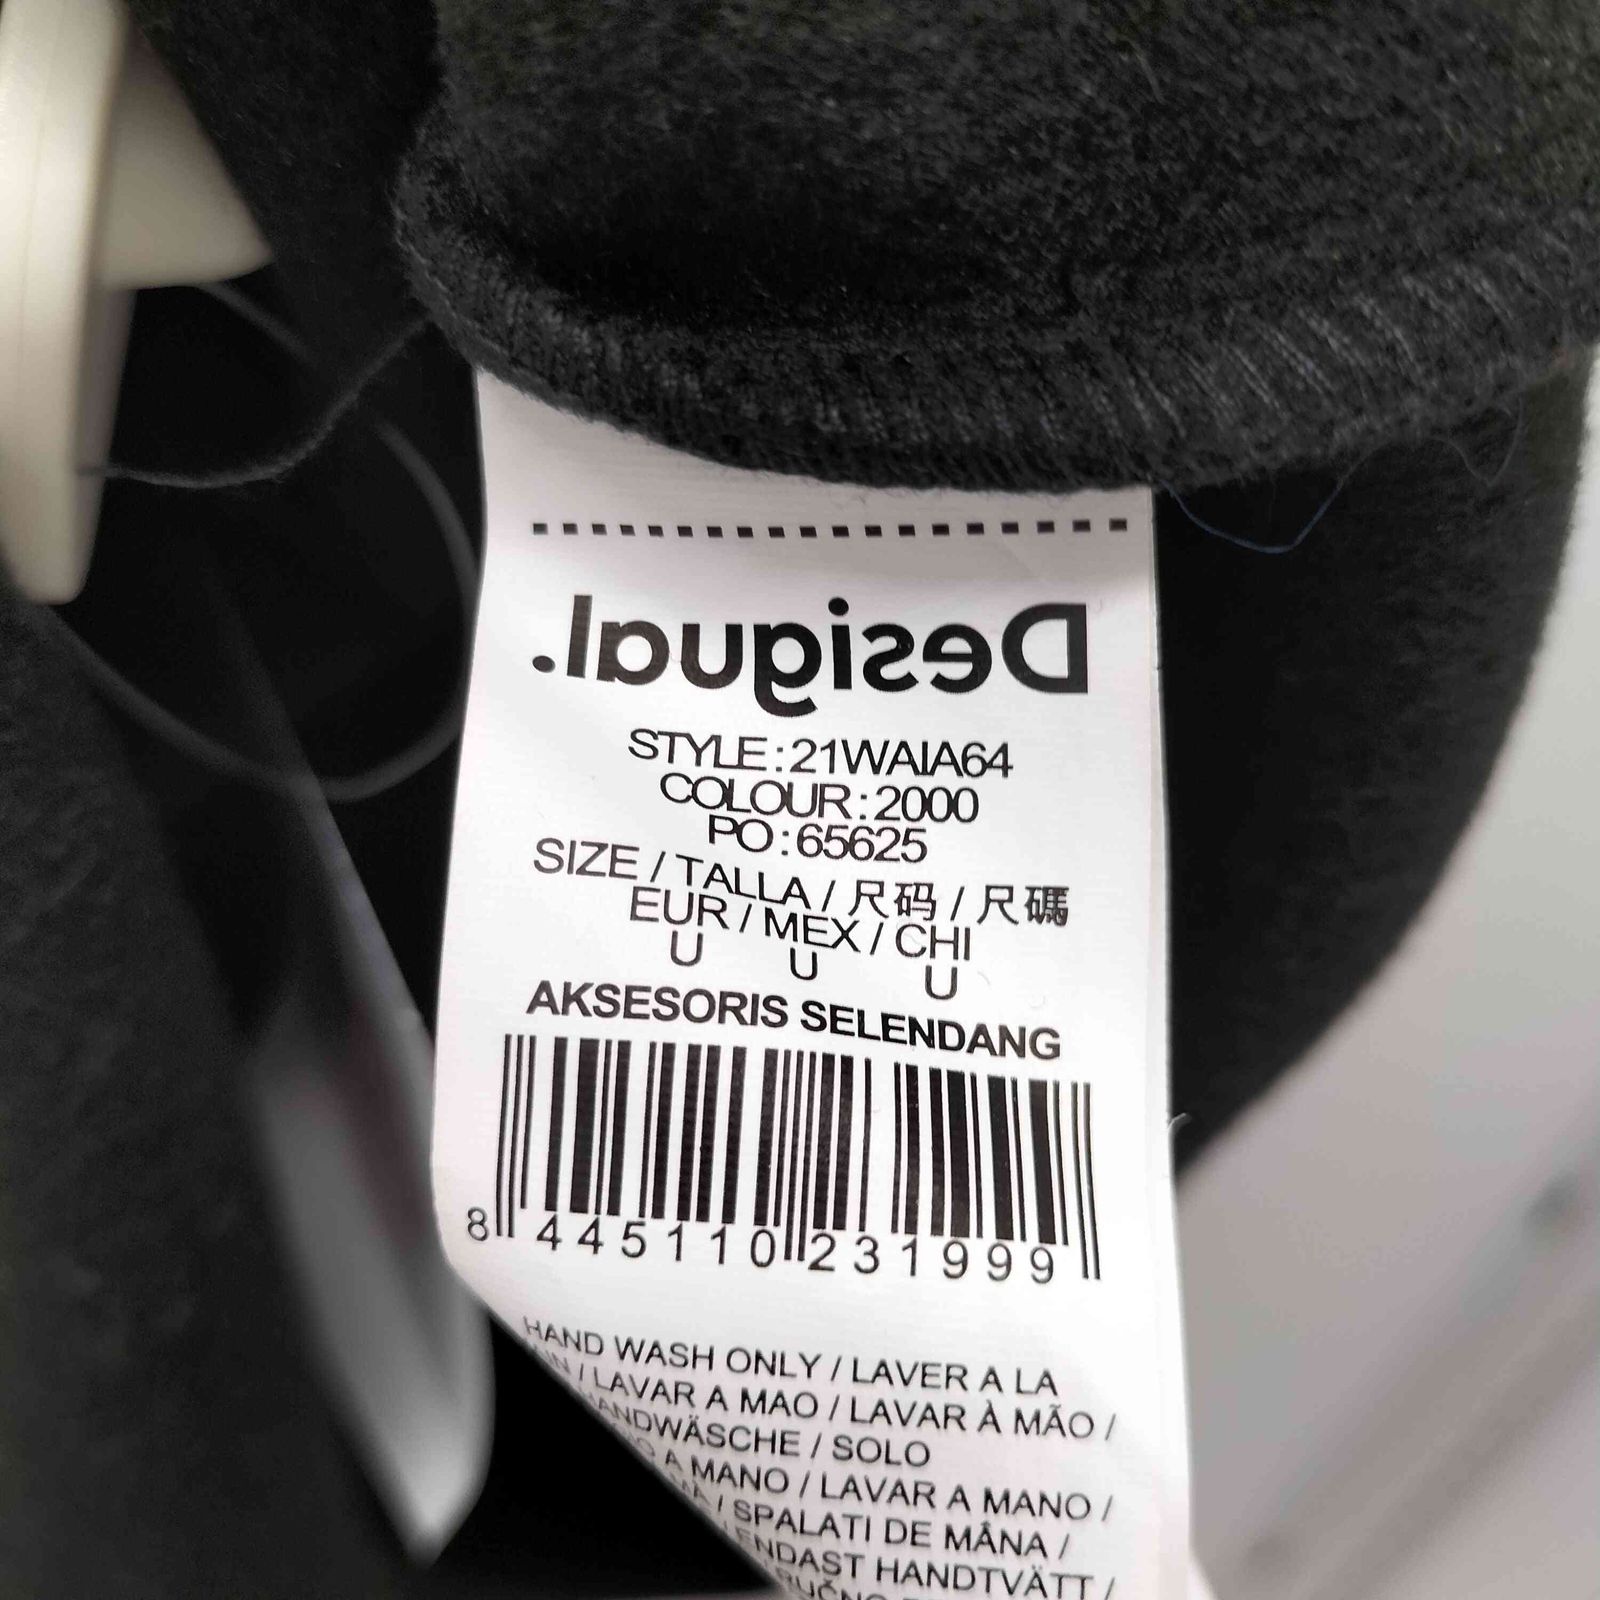 Desigual.
STYLE:21WAIA64
COLOUR:2000
PO:65625
SIZE / TALLA / 尺码 / 尺碼
EUR / MEX / CHI
U U U
AKSESORIS SELENDANG
8 445110 231999
HAND WASH ONLY / LAVER A LA
/ LAVAR A MAO / LAVAR À MÃO /
HANDWÄSCHE / SOLO
A MANO / LAVAR A MANO /
/ SPALATI DE MÂNA /
ENDAST HANDTVÄTT /